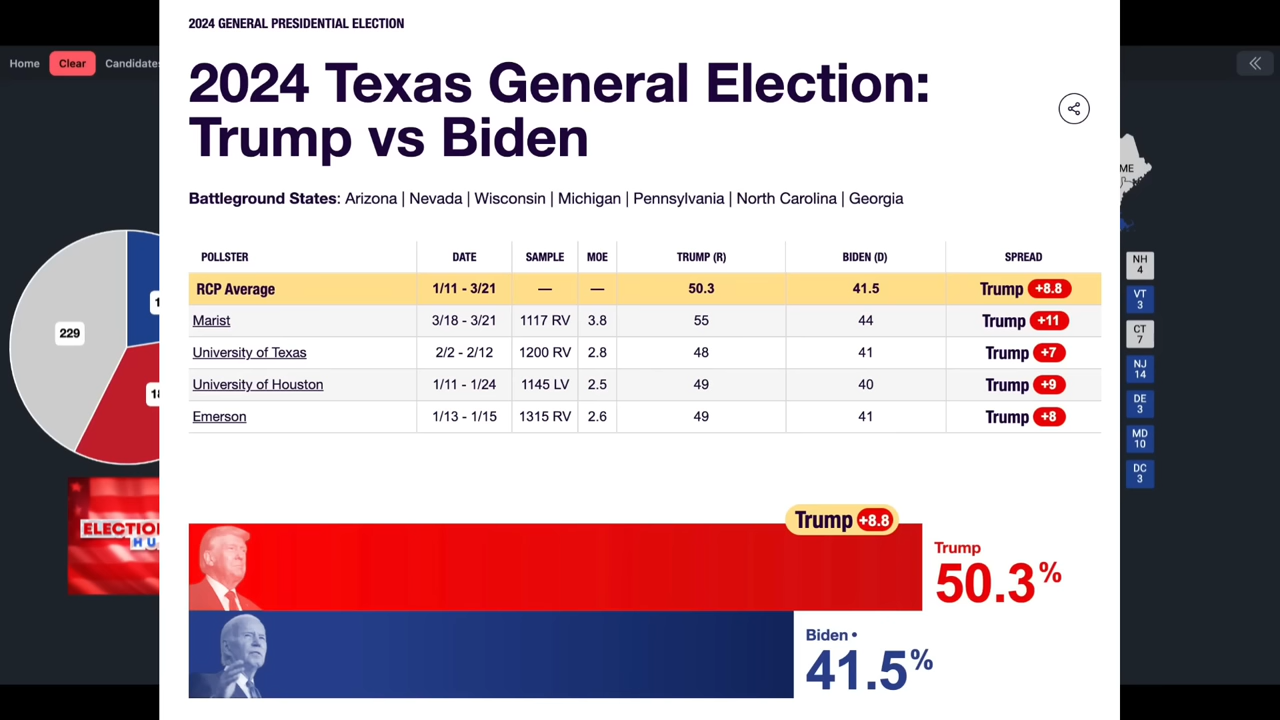 2024 GENERAL PRESIDENTIAL ELECTION
Home Clear Candidates
2024 Texas General Election:
Trump vs Biden
Battleground States: Arizona | Nevada | Wisconsin | Michigan | Pennsylvania | North Carolina | Georgia
POLLSTER DATE SAMPLE MOE TRUMP (R) BIDEN (D) SPREAD
RCP Average 1/11 - 3/21 — — 50.3 41.5 Trump +8.8
Marist 3/18 - 3/21 1117 RV 3.8 55 44 Trump +11
University of Texas 2/2 - 2/12 1200 RV 2.8 48 41 Trump +7
University of Houston 1/11 - 1/24 1145 LV 2.5 49 40 Trump +9
Emerson 1/13 - 1/15 1315 RV 2.6 49 41 Trump +8
Trump +8.8
Trump
50.3%
Biden •
41.5%
229
ELECTION
ME
NH
4
VT
3
CT
7
NJ
14
DE
3
MD
10
DC
3